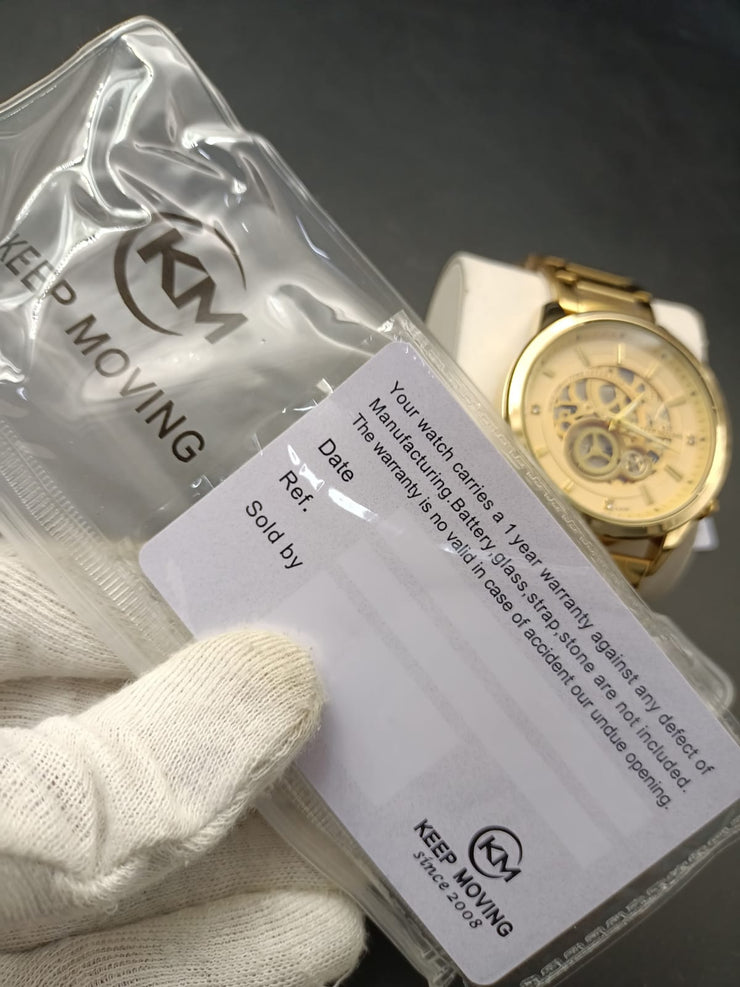 KM
KEEP MOVING
Your watch carries a 1 year warranty against any defect of
Manufacturing.Battery,glass,strap,stone are not included.
The warranty is no valid in case of accident our undue opening.
Date
Ref.
Sold by
KM
KEEP MOVING
since 2008